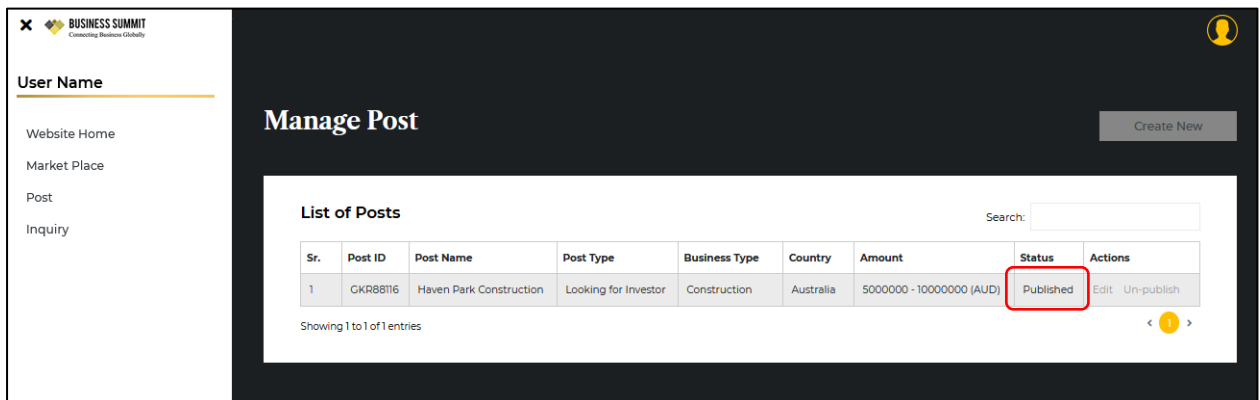 BUSINESS SUMMIT
Connecting Business Globally
User Name
Website Home
Market Place
Post
Inquiry
Manage Post
Create New
List of Posts
Search:
Sr. Post ID Post Name Post Type Business Type Country Amount Status Actions
1 GKR88116 Haven Park Construction Looking for Investor Construction Australia 5000000 - 10000000 (AUD) Published Edit Un-publish
Showing 1 to 1 of 1 entries
< 1 >